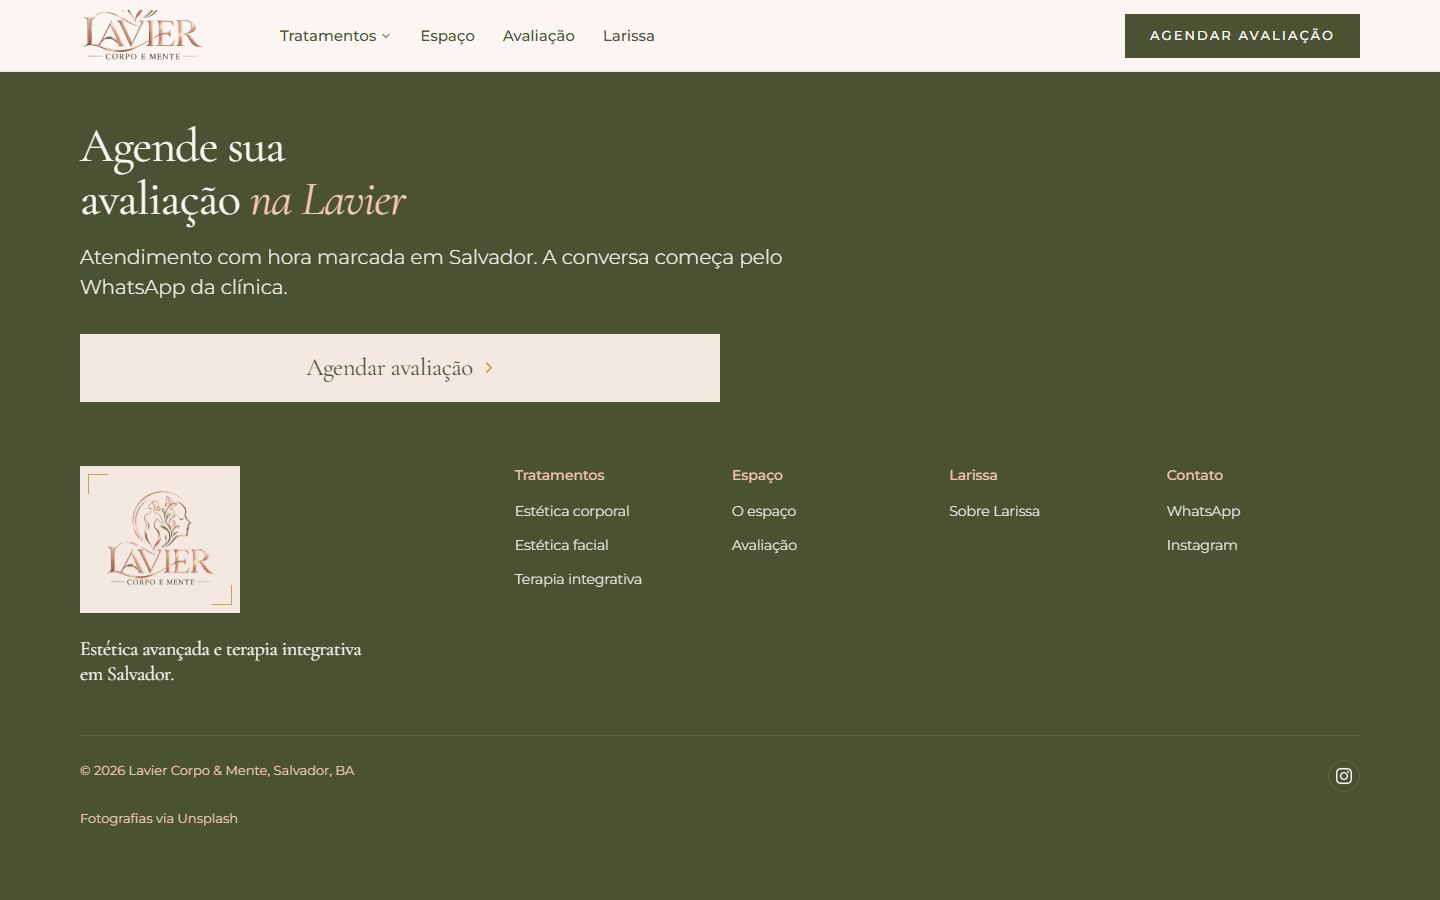 LAVIER
CORPO E MENTE
Tratamentos
Espaço
Avaliação
Larissa
AGENDAR AVALIAÇÃO
Agende sua
avaliação na Lavier
Atendimento com hora marcada em Salvador. A conversa começa pelo
WhatsApp da clínica.
Agendar avaliação
LAVIER
CORPO E MENTE
Estética avançada e terapia integrativa
em Salvador.
Tratamentos
Estética corporal
Estética facial
Terapia integrativa
Espaço
O espaço
Avaliação
Larissa
Sobre Larissa
Contato
WhatsApp
Instagram
© 2026 Lavier Corpo & Mente, Salvador, BA
Fotografias via Unsplash